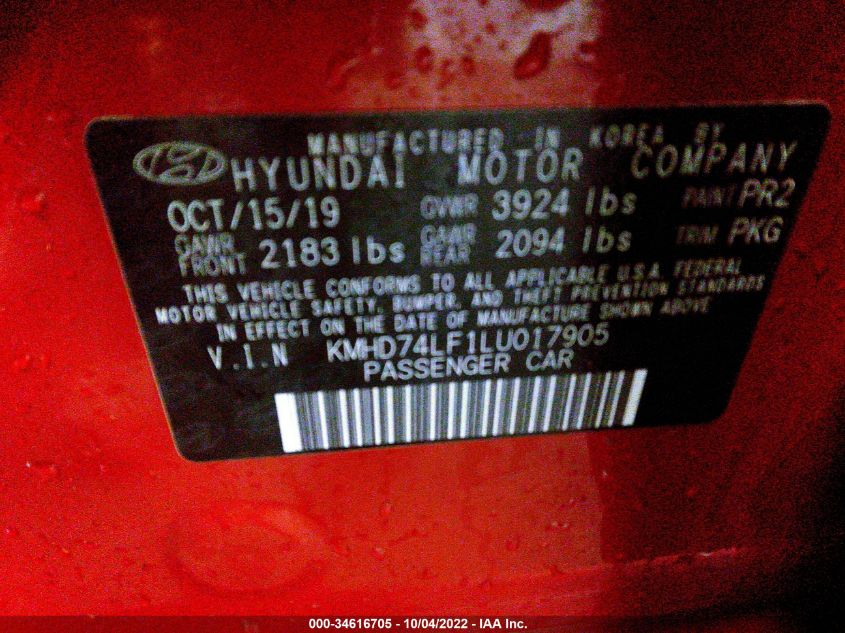 MANUFACTURED IN KOREA BY
HYUNDAI MOTOR COMPANY
OCT/15/19 GVWR 3924 lbs PAINT PR2
GAWR FRONT 2183 lbs GAWR REAR 2094 lbs TRIM PKG
THIS VEHICLE CONFORMS TO ALL APPLICABLE U.S.A. FEDERAL
MOTOR VEHICLE SAFETY, BUMPER, AND THEFT PREVENTION STANDARDS
IN EFFECT ON THE DATE OF MANUFACTURE SHOWN ABOVE
V.I.N KMHD74LF1LU017905
PASSENGER CAR
000-34616705 - 10/04/2022 - IAA Inc.